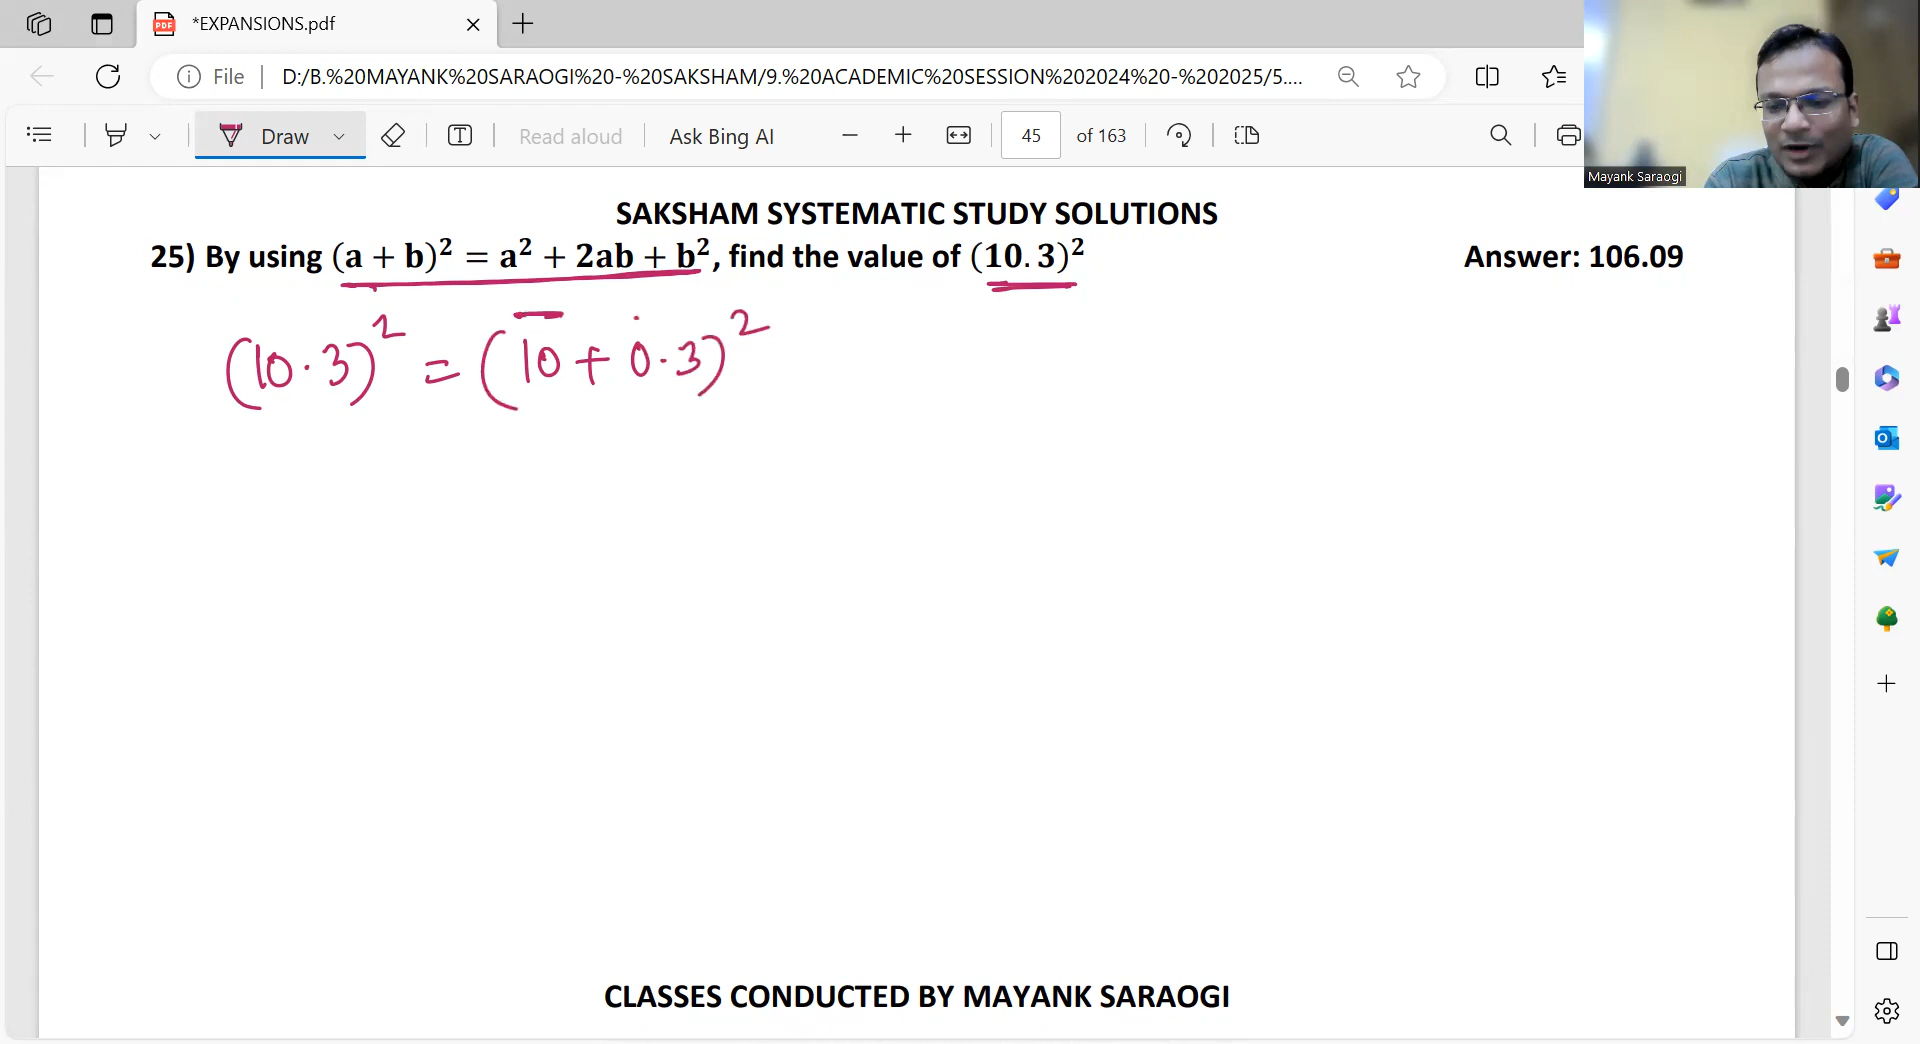 *EXPANSIONS.pdf
File
D:/B.%20MAYANK%20SARAOGI%20-%20SAKSHAM/9.%20ACADEMIC%20SESSION%202024%20-%202025/5....
Draw
Read aloud
Ask Bing AI
45
of 163
Mayank Saraogi
SAKSHAM SYSTEMATIC STUDY SOLUTIONS
25) By using (a + b)² = a² + 2ab + b², find the value of (10.3)² Answer: 106.09
(10.3)² = (10 + 0.3)²
CLASSES CONDUCTED BY MAYANK SARAOGI